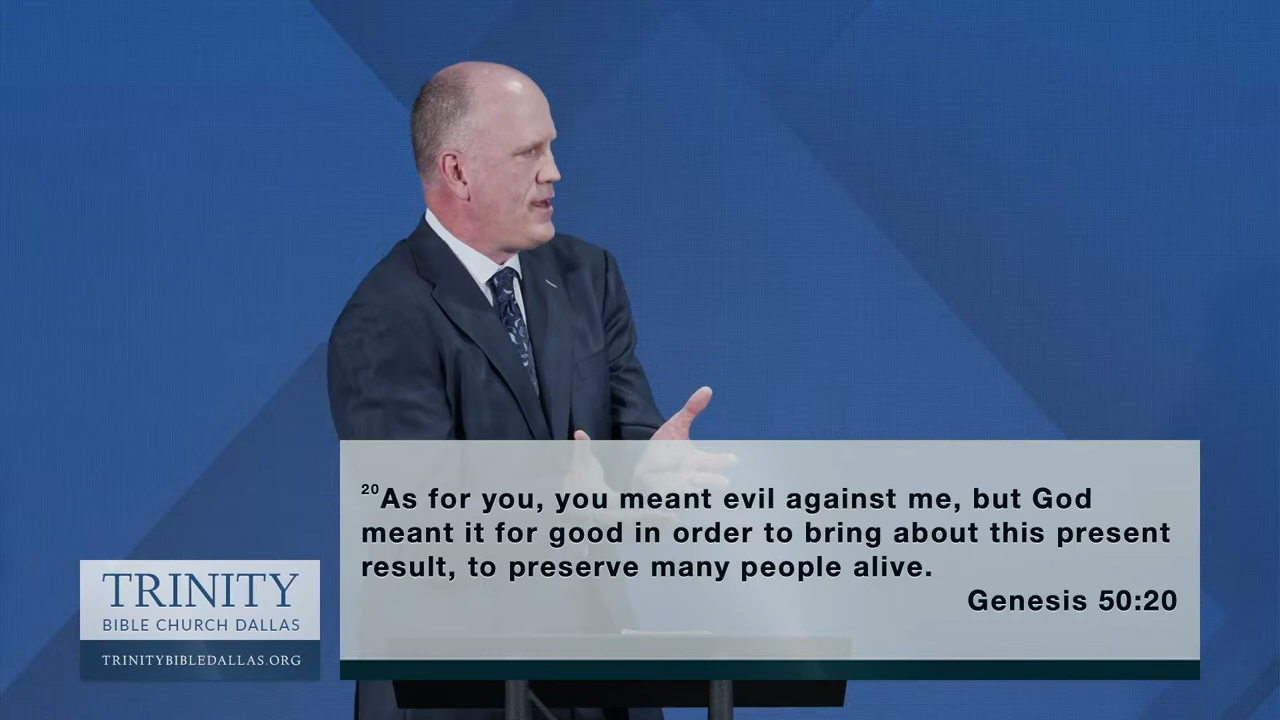 ²⁰As for you, you meant evil against me, but God
meant it for good in order to bring about this present
result, to preserve many people alive.
Genesis 50:20
TRINITY
BIBLE CHURCH DALLAS
TRINITYBIBLEDALLAS.ORG